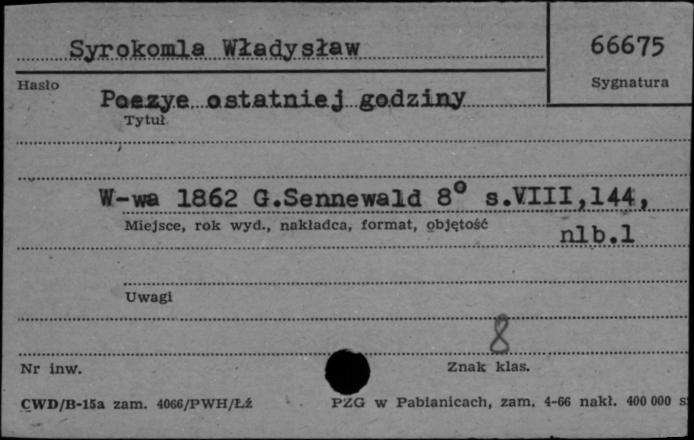 Syrokomla Władysław
66675
Sygnatura
Hasło
Poezye ostatniej godziny
Tytuł
W-wa 1862 G.Sennewald 8° s.VIII,144,
Miejsce, rok wyd., nakładca, format, objętość
nlb.1
Uwagi
8
Nr inw.
Znak klas.
CWD/B-15a zam. 4066/PWH/Łź
PZG w Pabianicach, zam. 4-66 nakł. 400 000 s